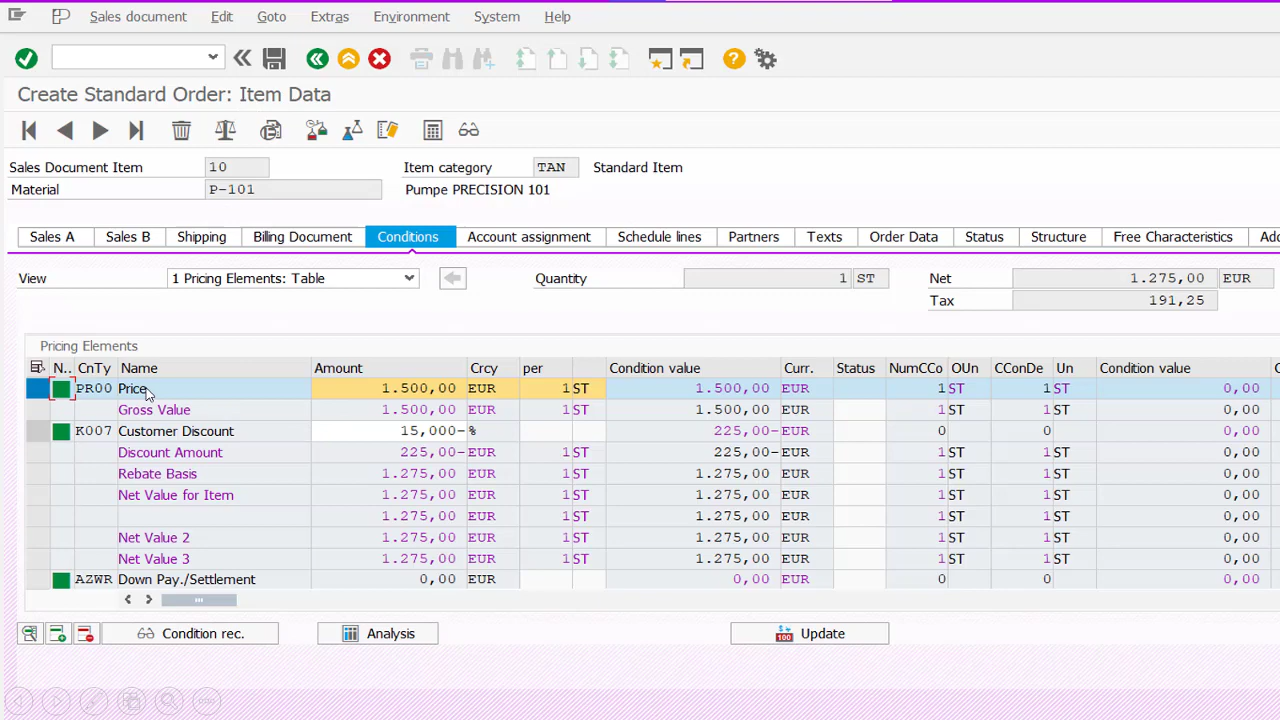 Sales document Edit Goto Extras Environment System Help
Create Standard Order: Item Data
Sales Document Item 10 Item category TAN Standard Item
Material P-101 Pumpe PRECISION 101
Sales A Sales B Shipping Billing Document Conditions Account assignment Schedule lines Partners Texts Order Data Status Structure Free Characteristics
View 1 Pricing Elements: Table Quantity 1 ST Net 1.275,00 EUR
Tax 191,25
Pricing Elements
N.. CnTy Name Amount Crcy per Condition value Curr. Status NumCCo OUn CConDe Un Condition value
PR00 Price 1.500,00 EUR 1 ST 1.500,00 EUR 1 ST 1 ST 0,00
Gross Value 1.500,00 EUR 1 ST 1.500,00 EUR 1 ST 1 ST 0,00
K007 Customer Discount 15,000- % 225,00- EUR 0 0 0,00
Discount Amount 225,00- EUR 1 ST 225,00- EUR 1 ST 1 ST 0,00
Rebate Basis 1.275,00 EUR 1 ST 1.275,00 EUR 1 ST 1 ST 0,00
Net Value for Item 1.275,00 EUR 1 ST 1.275,00 EUR 1 ST 1 ST 0,00
1.275,00 EUR 1 ST 1.275,00 EUR 1 ST 1 ST 0,00
Net Value 2 1.275,00 EUR 1 ST 1.275,00 EUR 1 ST 1 ST 0,00
Net Value 3 1.275,00 EUR 1 ST 1.275,00 EUR 1 ST 1 ST 0,00
AZWR Down Pay./Settlement 0,00 EUR 0,00 EUR 0 0 0,00
Condition rec. Analysis Update